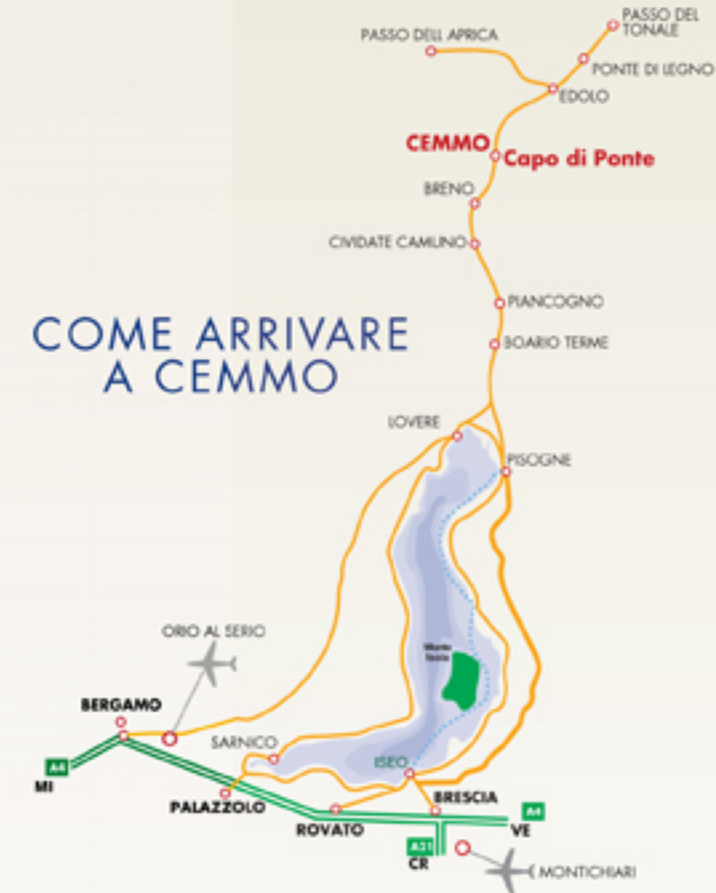 PASSO DEL
TONALE
PASSO DELL APRICA
PONTE DI LEGNO
EDOLO
CEMMO
Capo di Ponte
BRENO
CIVIDATE CAMUNO
PIANCOGNO
COME ARRIVARE
A CEMMO
BOARIO TERME
LOVERE
PISOGNE
ORIO AL SERIO
Monte
Isola
BERGAMO
SARNICO
ISEO
A4
MI
PALAZZOLO
BRESCIA
ROVATO
A4
VE
A21
CR
MONTICHIARI